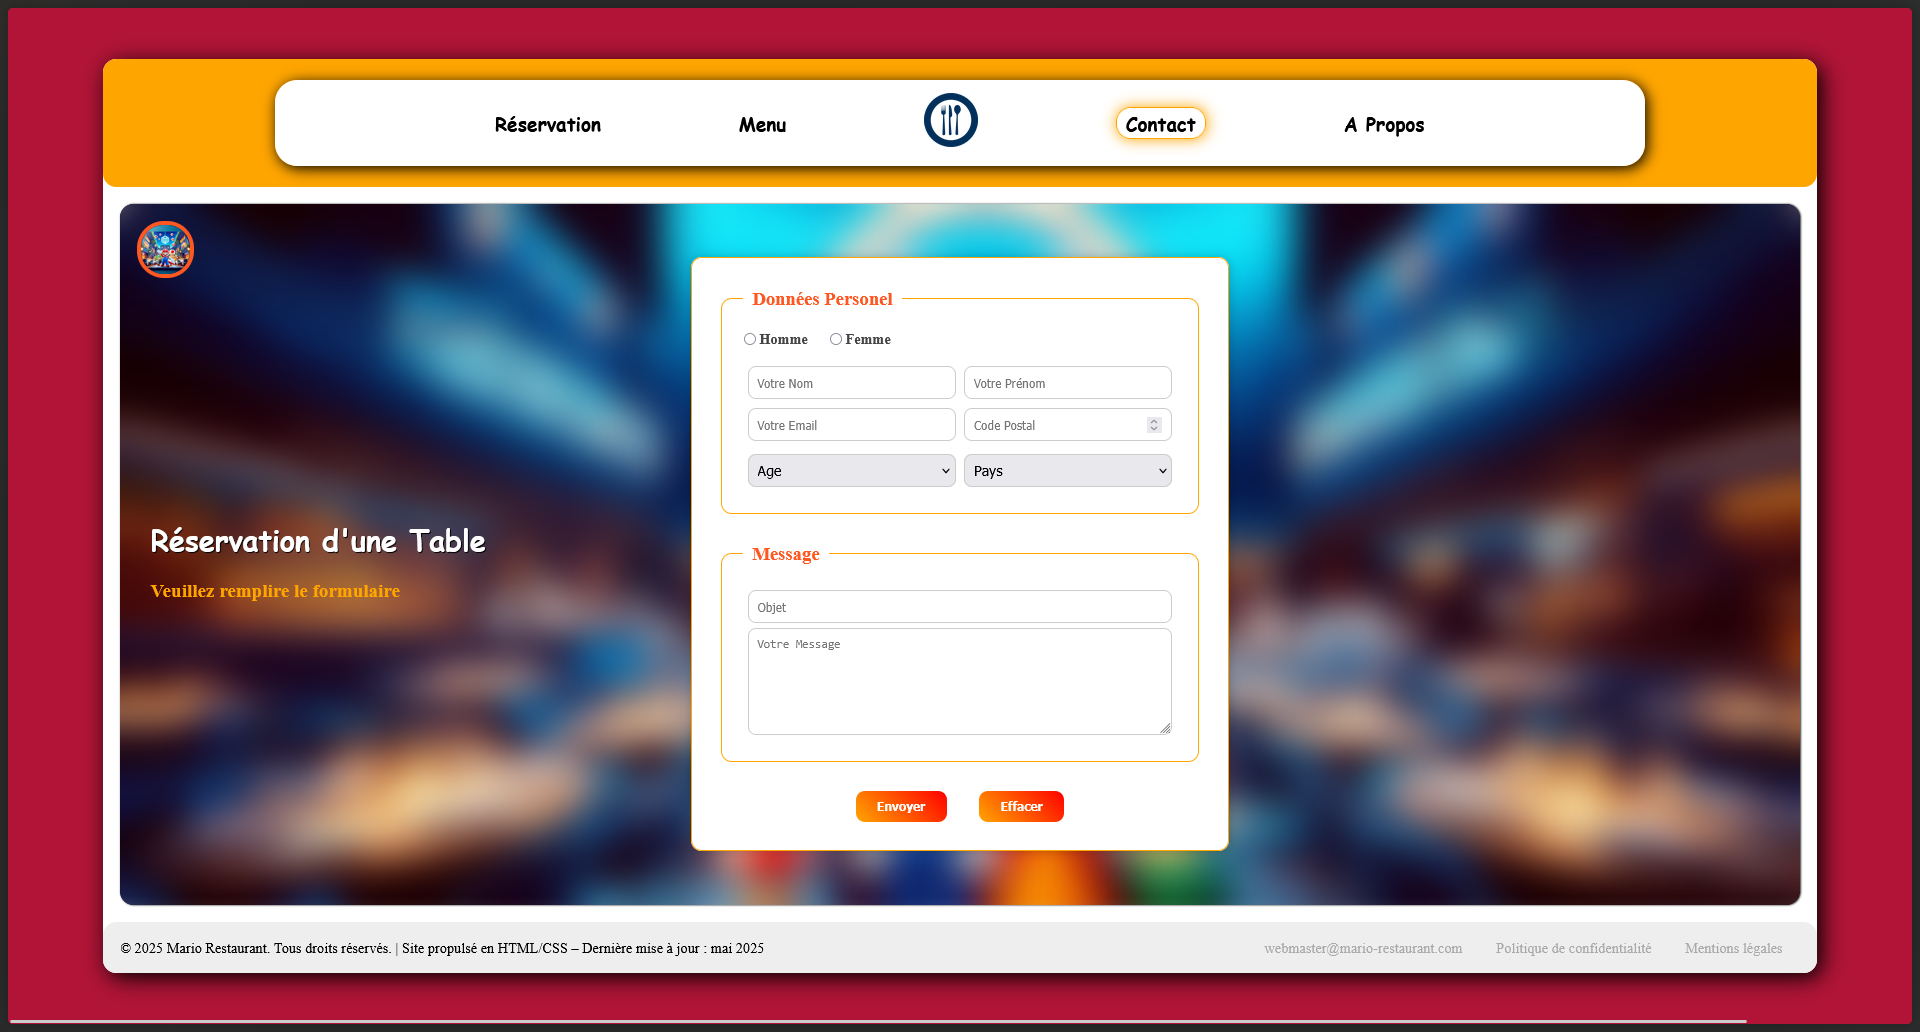 Réservation
Menu
Contact
A Propos
Données Personel
Homme
Femme
Votre Nom
Votre Prénom
Votre Email
Code Postal
Age
Pays
Réservation d'une Table
Veuillez remplire le formulaire
Message
Objet
Votre Message
Envoyer
Effacer
© 2025 Mario Restaurant. Tous droits réservés. | Site propulsé en HTML/CSS – Dernière mise à jour : mai 2025
webmaster@mario-restaurant.com
Politique de confidentialité
Mentions légales